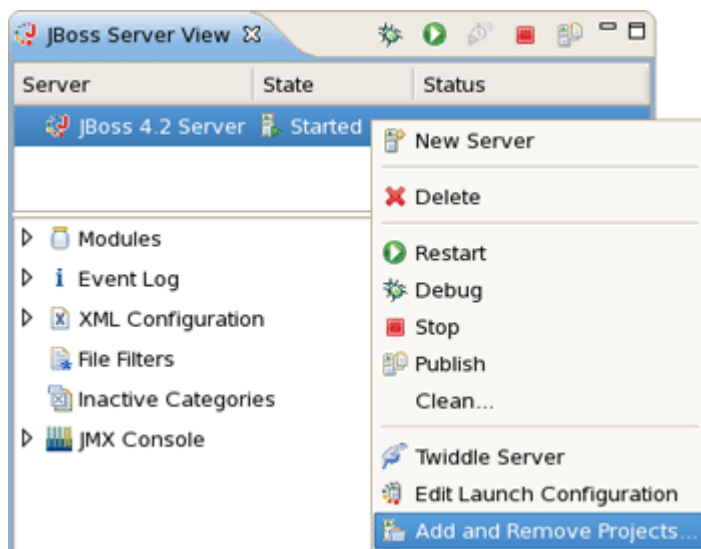 JBoss Server View
Server State Status
JBoss 4.2 Server Started
New Server
Delete
Restart
Debug
Stop
Publish
Clean...
Twiddle Server
Edit Launch Configuration
Add and Remove Projects...
Modules
Event Log
XML Configuration
File Filters
Inactive Categories
JMX Console